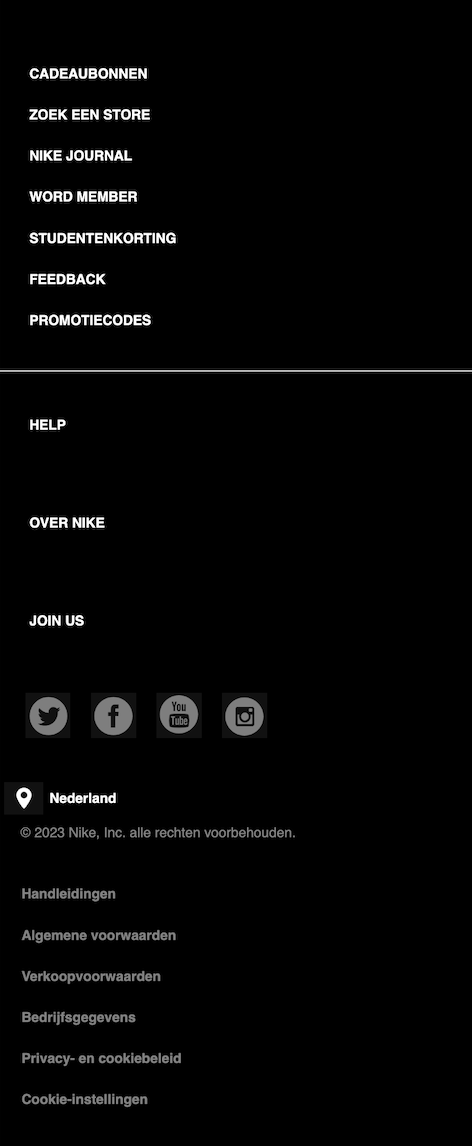 CADEAUBONNEN
ZOEK EEN STORE
NIKE JOURNAL
WORD MEMBER
STUDENTENKORTING
FEEDBACK
PROMOTIECODES
HELP
OVER NIKE
JOIN US
You
Tube
Nederland
© 2023 Nike, Inc. alle rechten voorbehouden.
Handleidingen
Algemene voorwaarden
Verkoopvoorwaarden
Bedrijfsgegevens
Privacy- en cookiebeleid
Cookie-instellingen